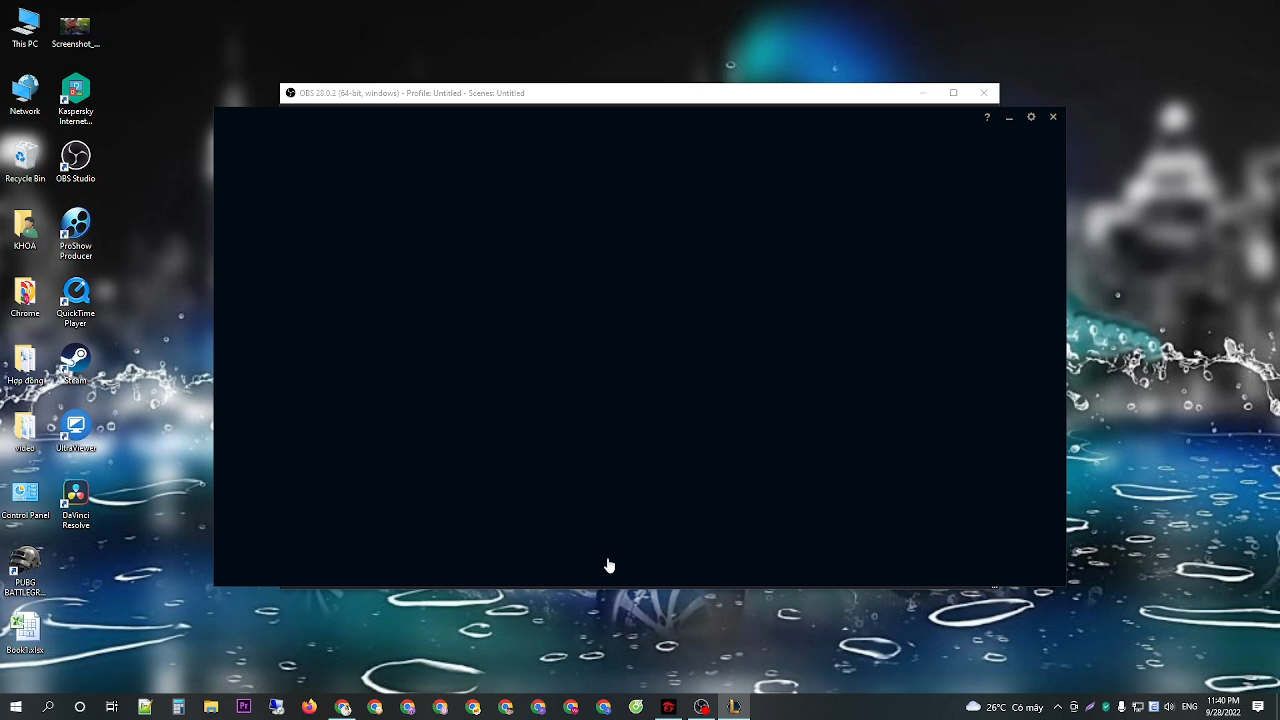 This PC
Screenshot_...
Network
Kaspersky Internet...
Recycle Bin
OBS Studio
KHOA
ProShow Producer
Chrome
QuickTime Player
Hợp đồng
Steam
video
UltraViewer
Control Panel
DaVinci Resolve
PUBG BATTLEGR...
Book1.xlsx
OBS 28.0.2 (64-bit, windows) - Profile: Untitled - Scenes: Untitled
?
26°C Có mây
11:40 PM
9/28/2022